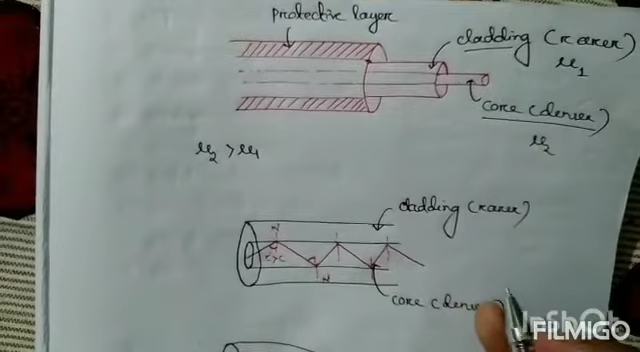 protective layer
cladding (rarer)
μ1
core (denser)
μ2
μ2 > μ1
cladding (rarer)
N
i>c
N
core (denser)
FILMIGO